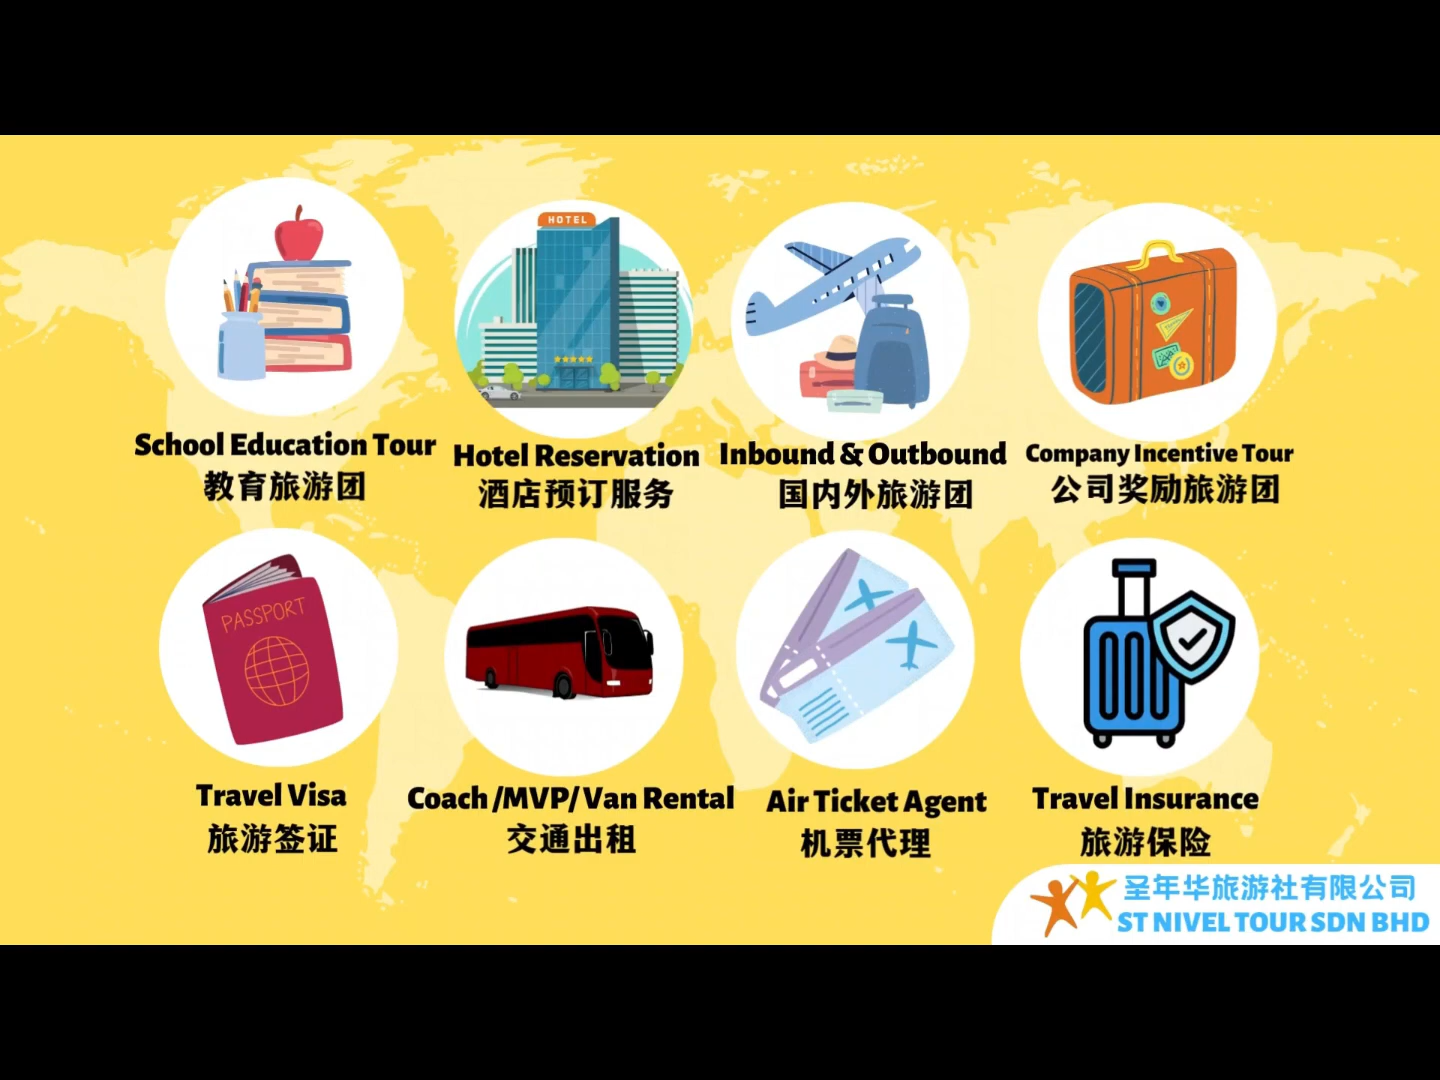 HOTEL
School Education Tour
教育旅游团
Hotel Reservation
酒店预订服务
Inbound & Outbound
国内外旅游团
Company Incentive Tour
公司奖励旅游团
PASSPORT
Travel Visa
旅游签证
Coach /MVP/ Van Rental
交通出租
Air Ticket Agent
机票代理
Travel Insurance
旅游保险
圣年华旅游社有限公司
ST NIVEL TOUR SDN BHD